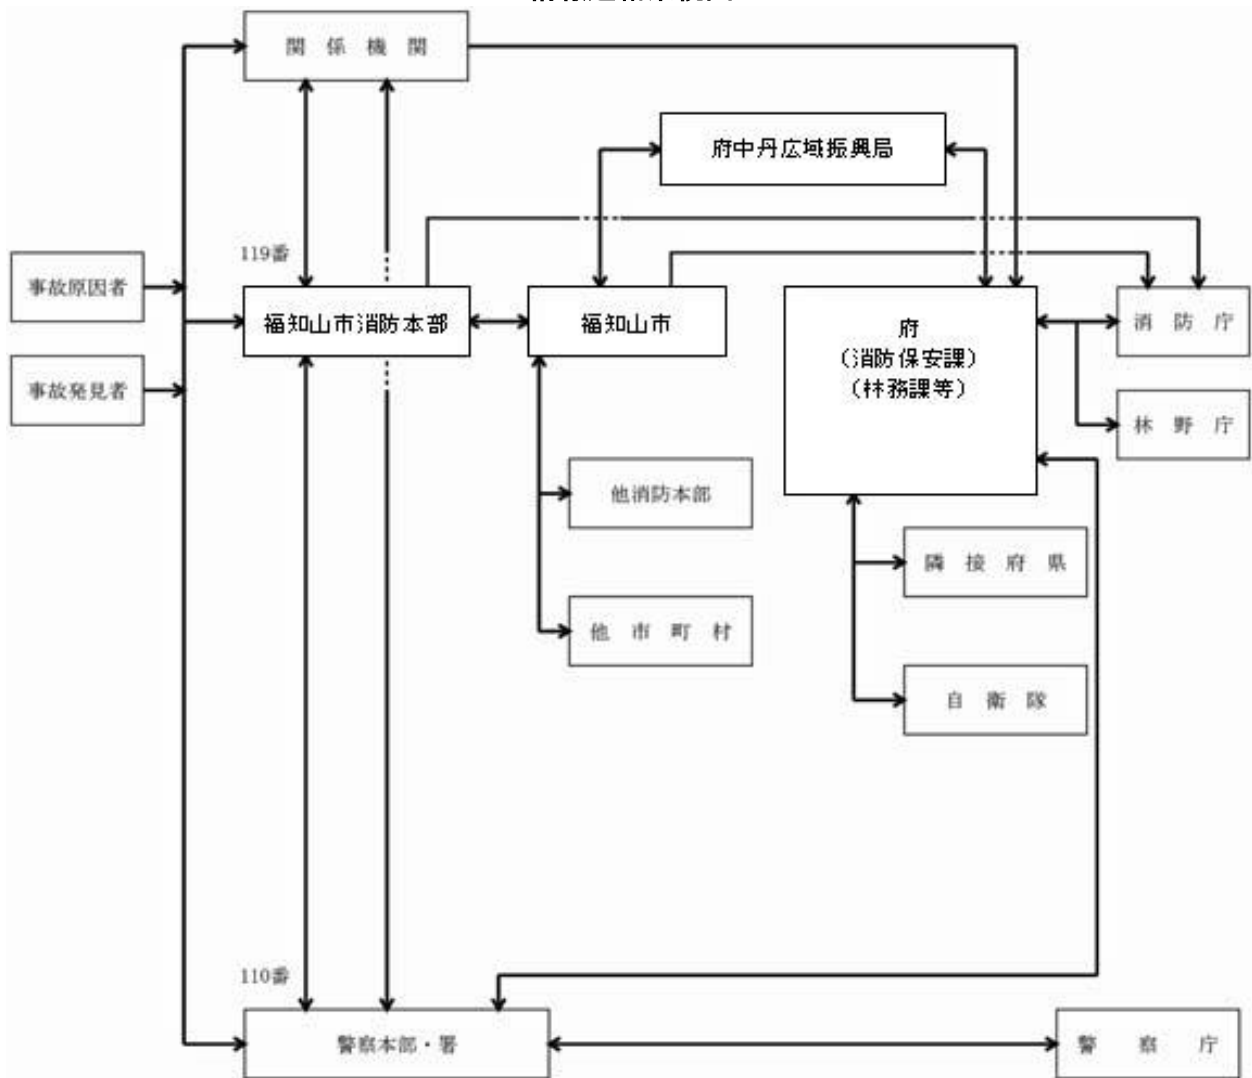 関係機関
府中丹広域振興局
119番
事故原因者
福知山市消防本部
福知山市
府
（消防保安課）
（林務課等）
消防庁
事故発見者
林野庁
他消防本部
隣接府県
他市町村
自衛隊
110番
警察本部・署
警察庁